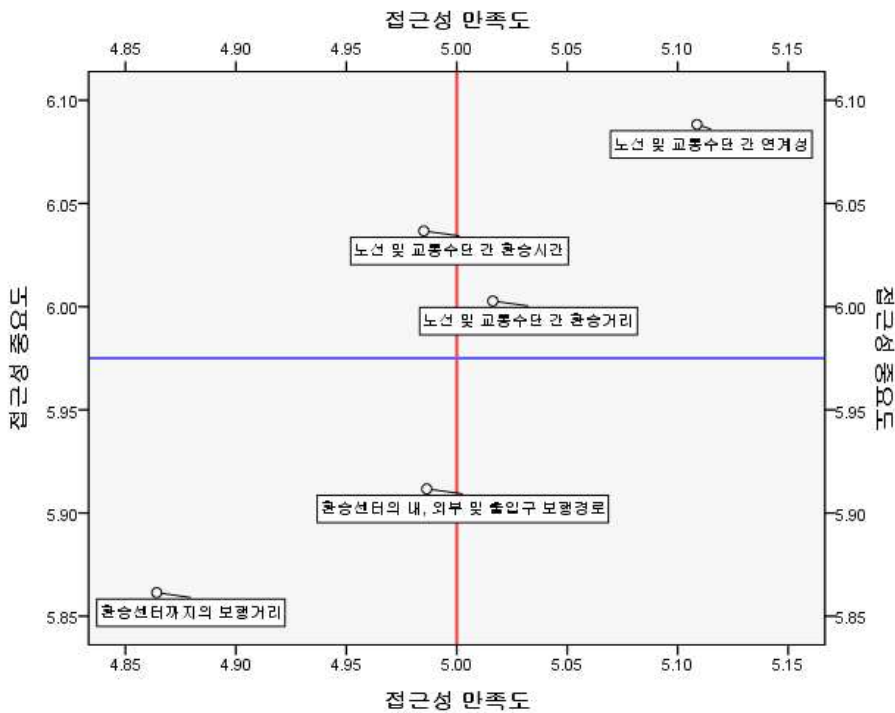 접근성 만족도
4.85 4.90 4.95 5.00 5.05 5.10 5.15
6.10 6.10
노선 및 교통수단 간 연계성
6.05 6.05
노선 및 교통수단 간 환승시간
접근성 중요도 접근성 중요도
6.00 6.00
노선 및 교통수단 간 환승거리
5.95 5.95
5.90 5.90
환승센터의 내, 외부 및 출입구 보행경로
5.85 5.85
환승센터까지의 보행거리
4.85 4.90 4.95 5.00 5.05 5.10 5.15
접근성 만족도